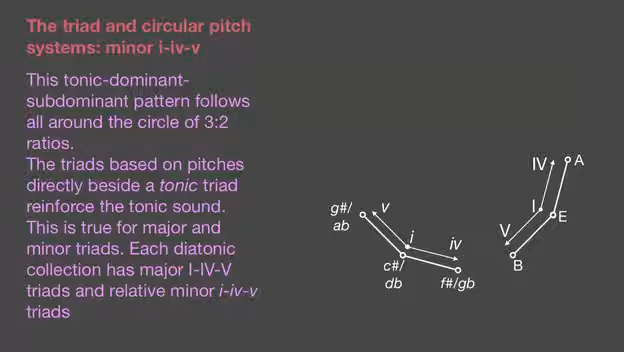 The triad and circular pitch
systems: minor i-iv-v
This tonic-dominant-
subdominant pattern follows
all around the circle of 3:2
ratios.
The triads based on pitches
directly beside a tonic triad
reinforce the tonic sound.
This is true for major and
minor triads. Each diatonic
collection has major I-IV-V
triads and relative minor i-iv-v
triads
g#/
ab
v
i
iv
c#/
db
f#/gb
IV
A
I
E
V
B